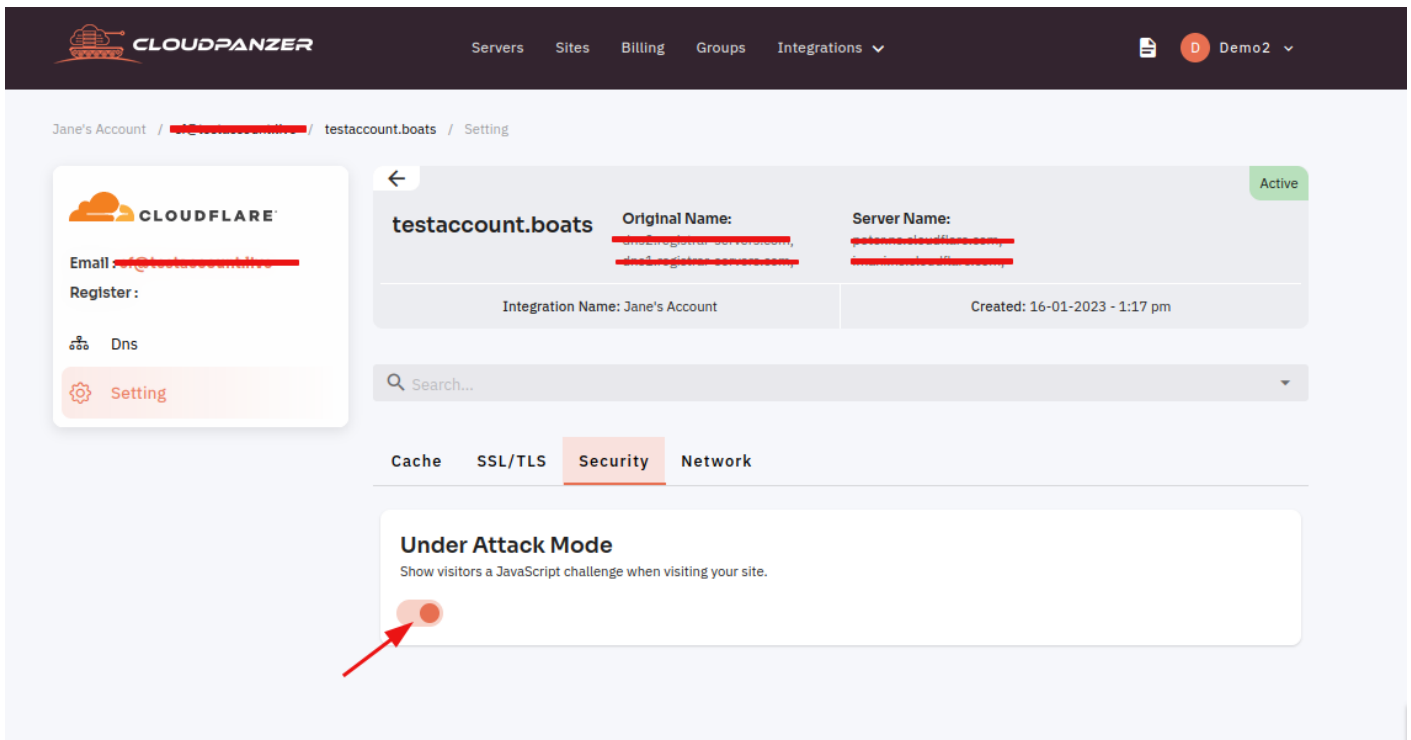 CLOUDPANZER
Servers Sites Billing Groups Integrations
D Demo2
Jane's Account / / testaccount.boats / Setting
CLOUDFLARE
Email :
Register :
Dns
Setting
Active
testaccount.boats
Original Name:
Server Name:
Integration Name: Jane's Account
Created: 16-01-2023 - 1:17 pm
Search...
Cache SSL/TLS Security Network
Under Attack Mode
Show visitors a JavaScript challenge when visiting your site.